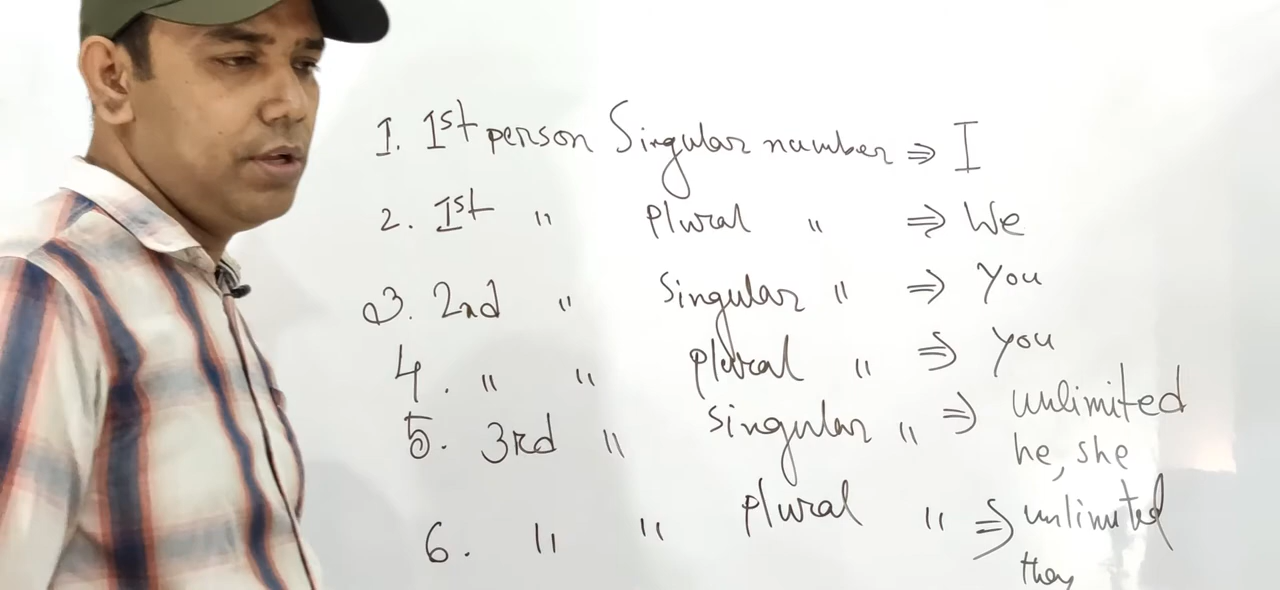 1. 1st person Singular number ⇒ I
2. 1st " Plural " ⇒ We
3. 2nd " Singular " ⇒ You
4. " " plural " ⇒ you
5. 3rd " singular " ⇒ unlimited
he, she
6. " " plural " ⇒ unlimited
they